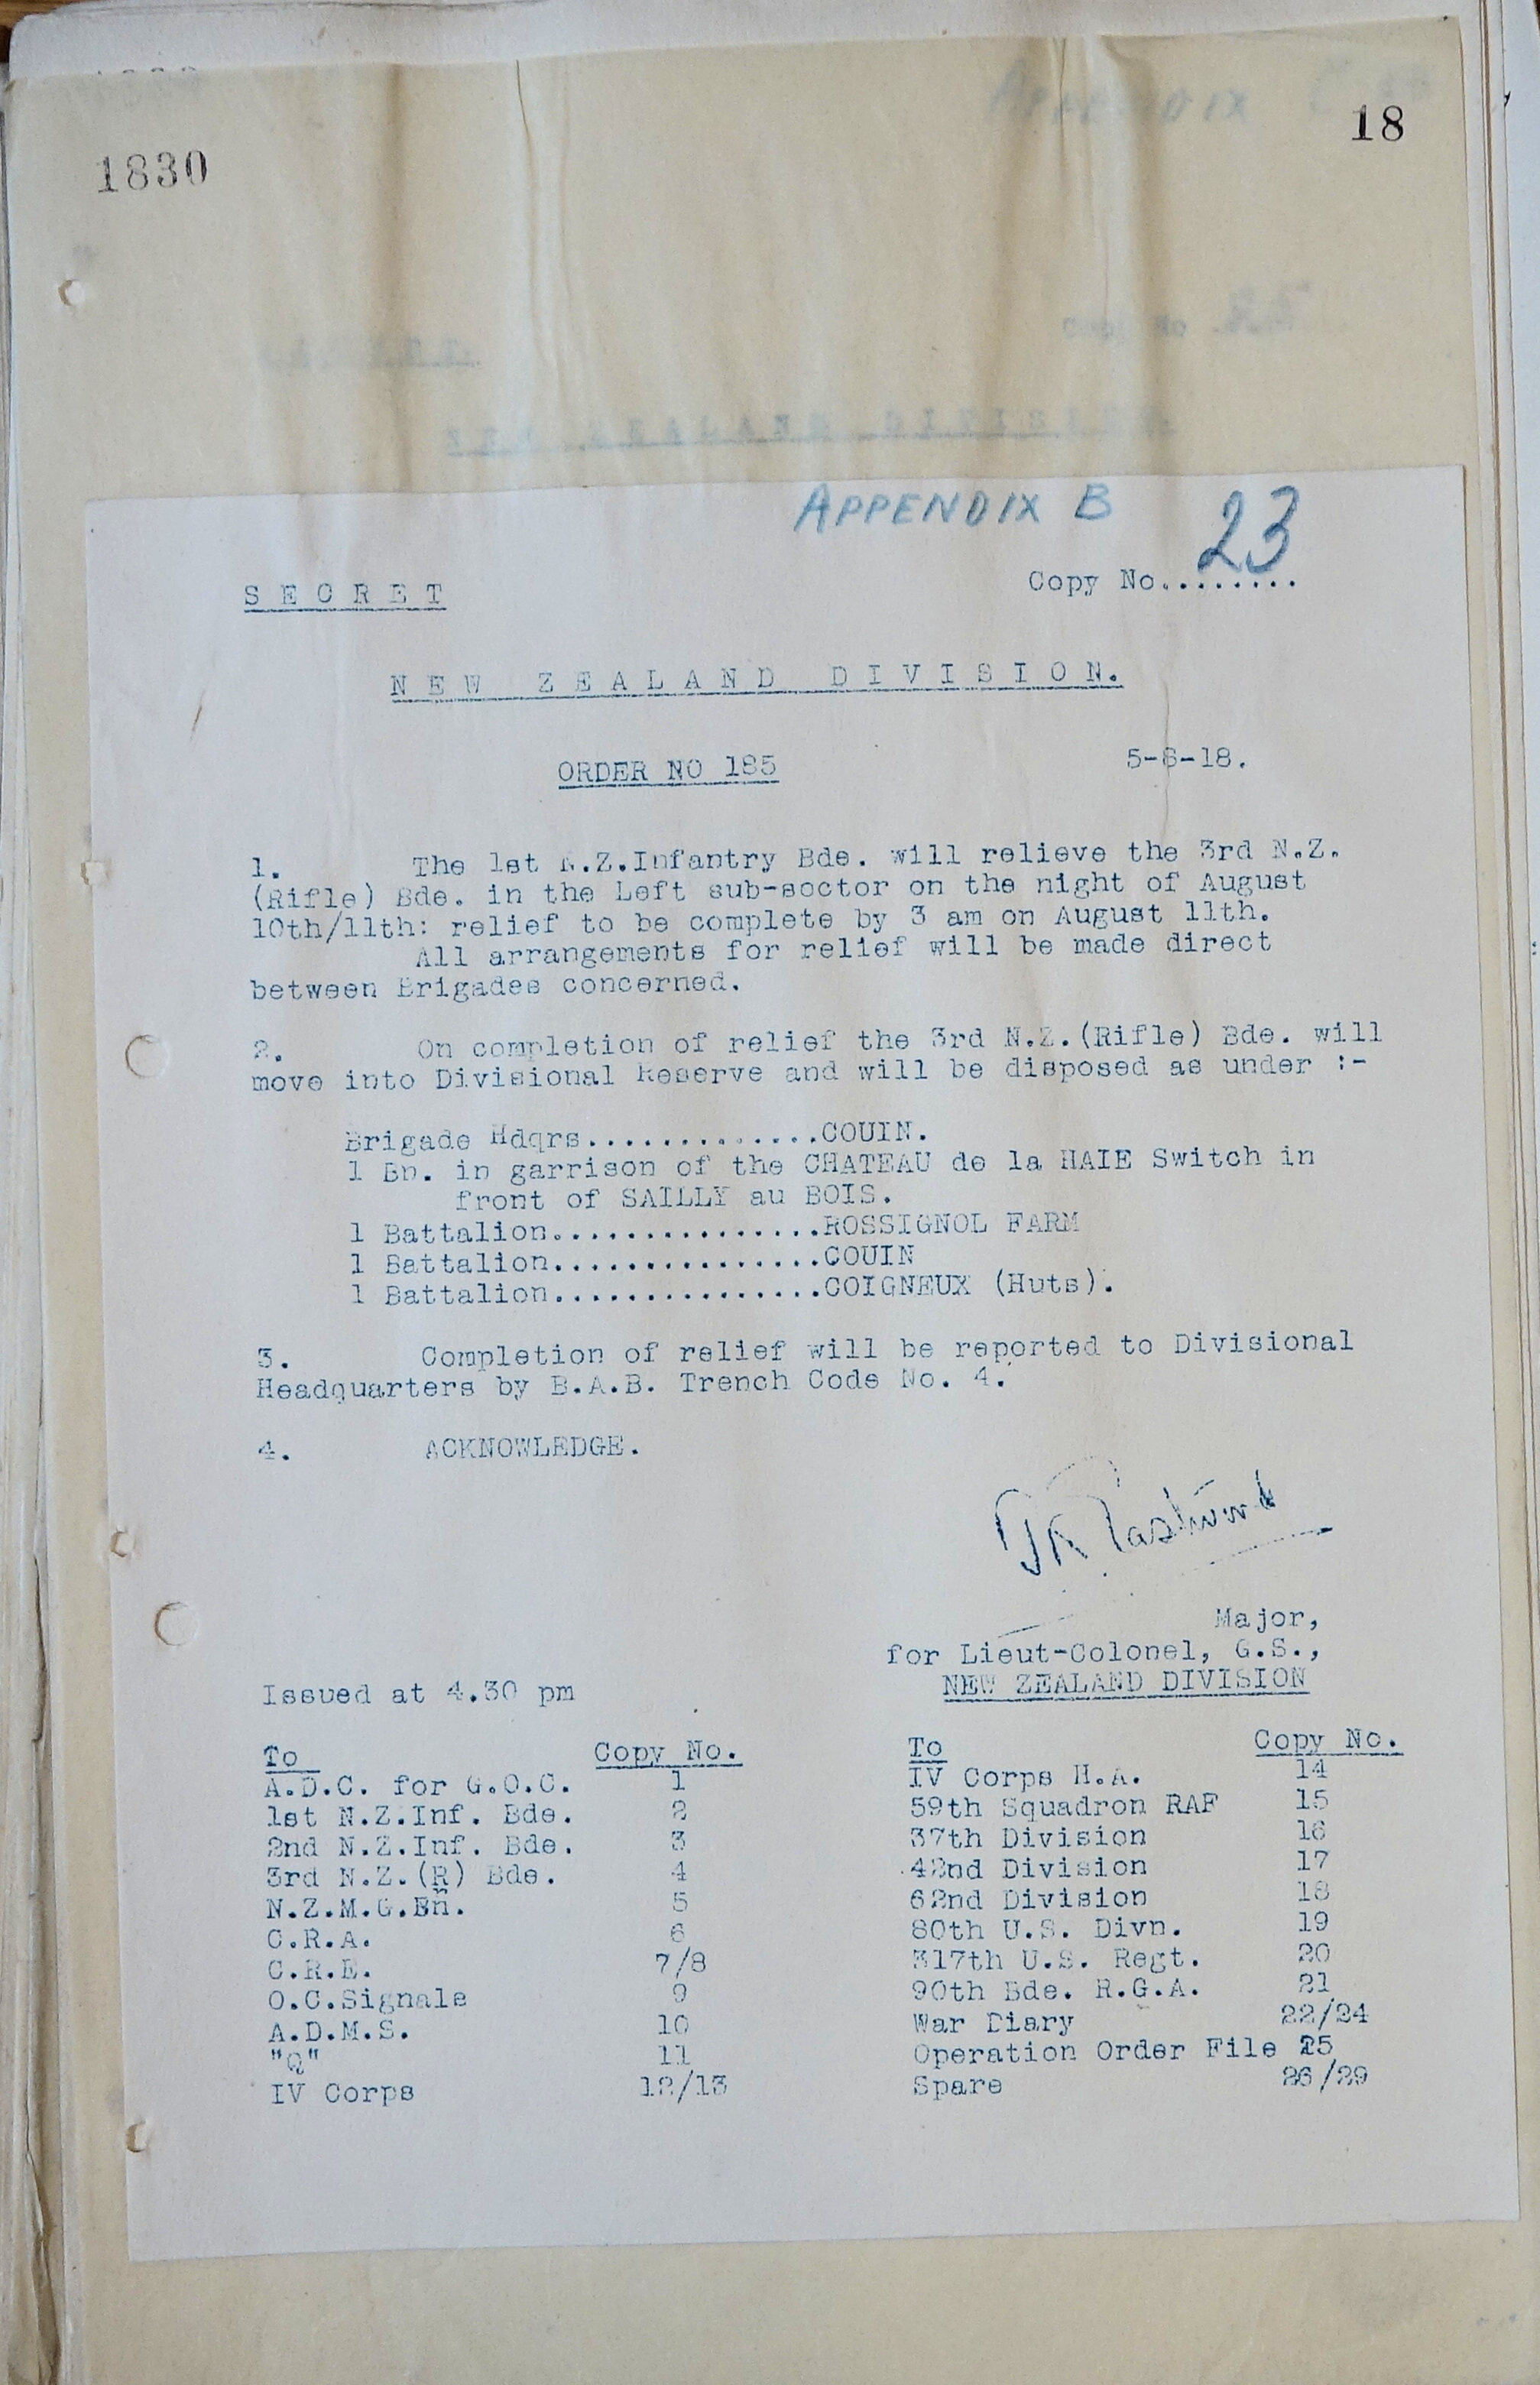 1830
18
APPENDIX B
23
SECRET
Copy No.........
NEW ZEALAND DIVISION.
ORDER NO 185
5-8-18.
1. The 1st N.Z.Infantry Bde. will relieve the 3rd N.Z.
(Rifle) Bde. in the Left sub-sector on the night of August
10th/11th: relief to be complete by 3 am on August 11th.
All arrangements for relief will be made direct
between Brigades concerned.
2. On completion of relief the 3rd N.Z.(Rifle) Bde. will
move into Divisional Reserve and will be disposed as under :-
Brigade Hdqrs.............COUIN.
1 Bn. in garrison of the CHATEAU de la HAIE Switch in
front of SAILLY au BOIS.
1 Battalion...............ROSSIGNOL FARM
1 Battalion...............COUIN
1 Battalion...............COIGNEUX (Huts).
3. Completion of relief will be reported to Divisional
Headquarters by B.A.B. Trench Code No. 4.
4. ACKNOWLEDGE.
Major,
for Lieut-Colonel, G.S.,
NEW ZEALAND DIVISION
Issued at 4.30 pm
To Copy No.
A.D.C. for G.O.C. 1
1st N.Z.Inf. Bde. 2
2nd N.Z.Inf. Bde. 3
3rd N.Z.(R) Bde. 4
N.Z.M.G.Bn. 5
C.R.A. 6
C.R.E. 7/8
O.C.Signals 9
A.D.M.S. 10
"Q" 11
IV Corps 12/13
To Copy No.
IV Corps H.A. 14
59th Squadron RAF 15
37th Division 16
42nd Division 17
62nd Division 18
80th U.S. Divn. 19
317th U.S. Regt. 20
90th Bde. R.G.A. 21
War Diary 22/24
Operation Order File 25
Spare 26/29